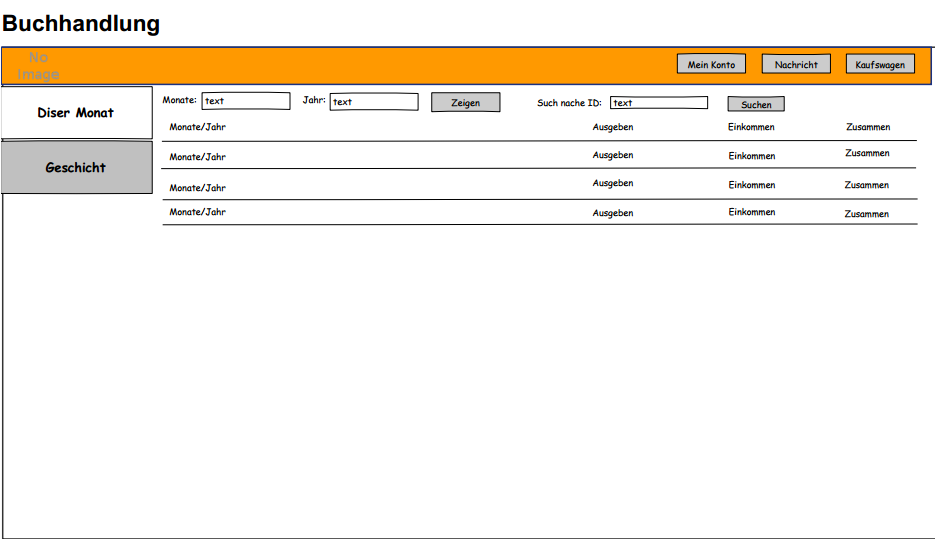 Buchhandlung
No
Image
Mein Konto Nachricht Kaufswagen
Diser Monat
Geschicht
Monate: text Jahr: text Zeigen Such nache ID: text Suchen
Monate/Jahr Ausgeben Einkommen Zusammen
Monate/Jahr Ausgeben Einkommen Zusammen
Monate/Jahr Ausgeben Einkommen Zusammen
Monate/Jahr Ausgeben Einkommen Zusammen